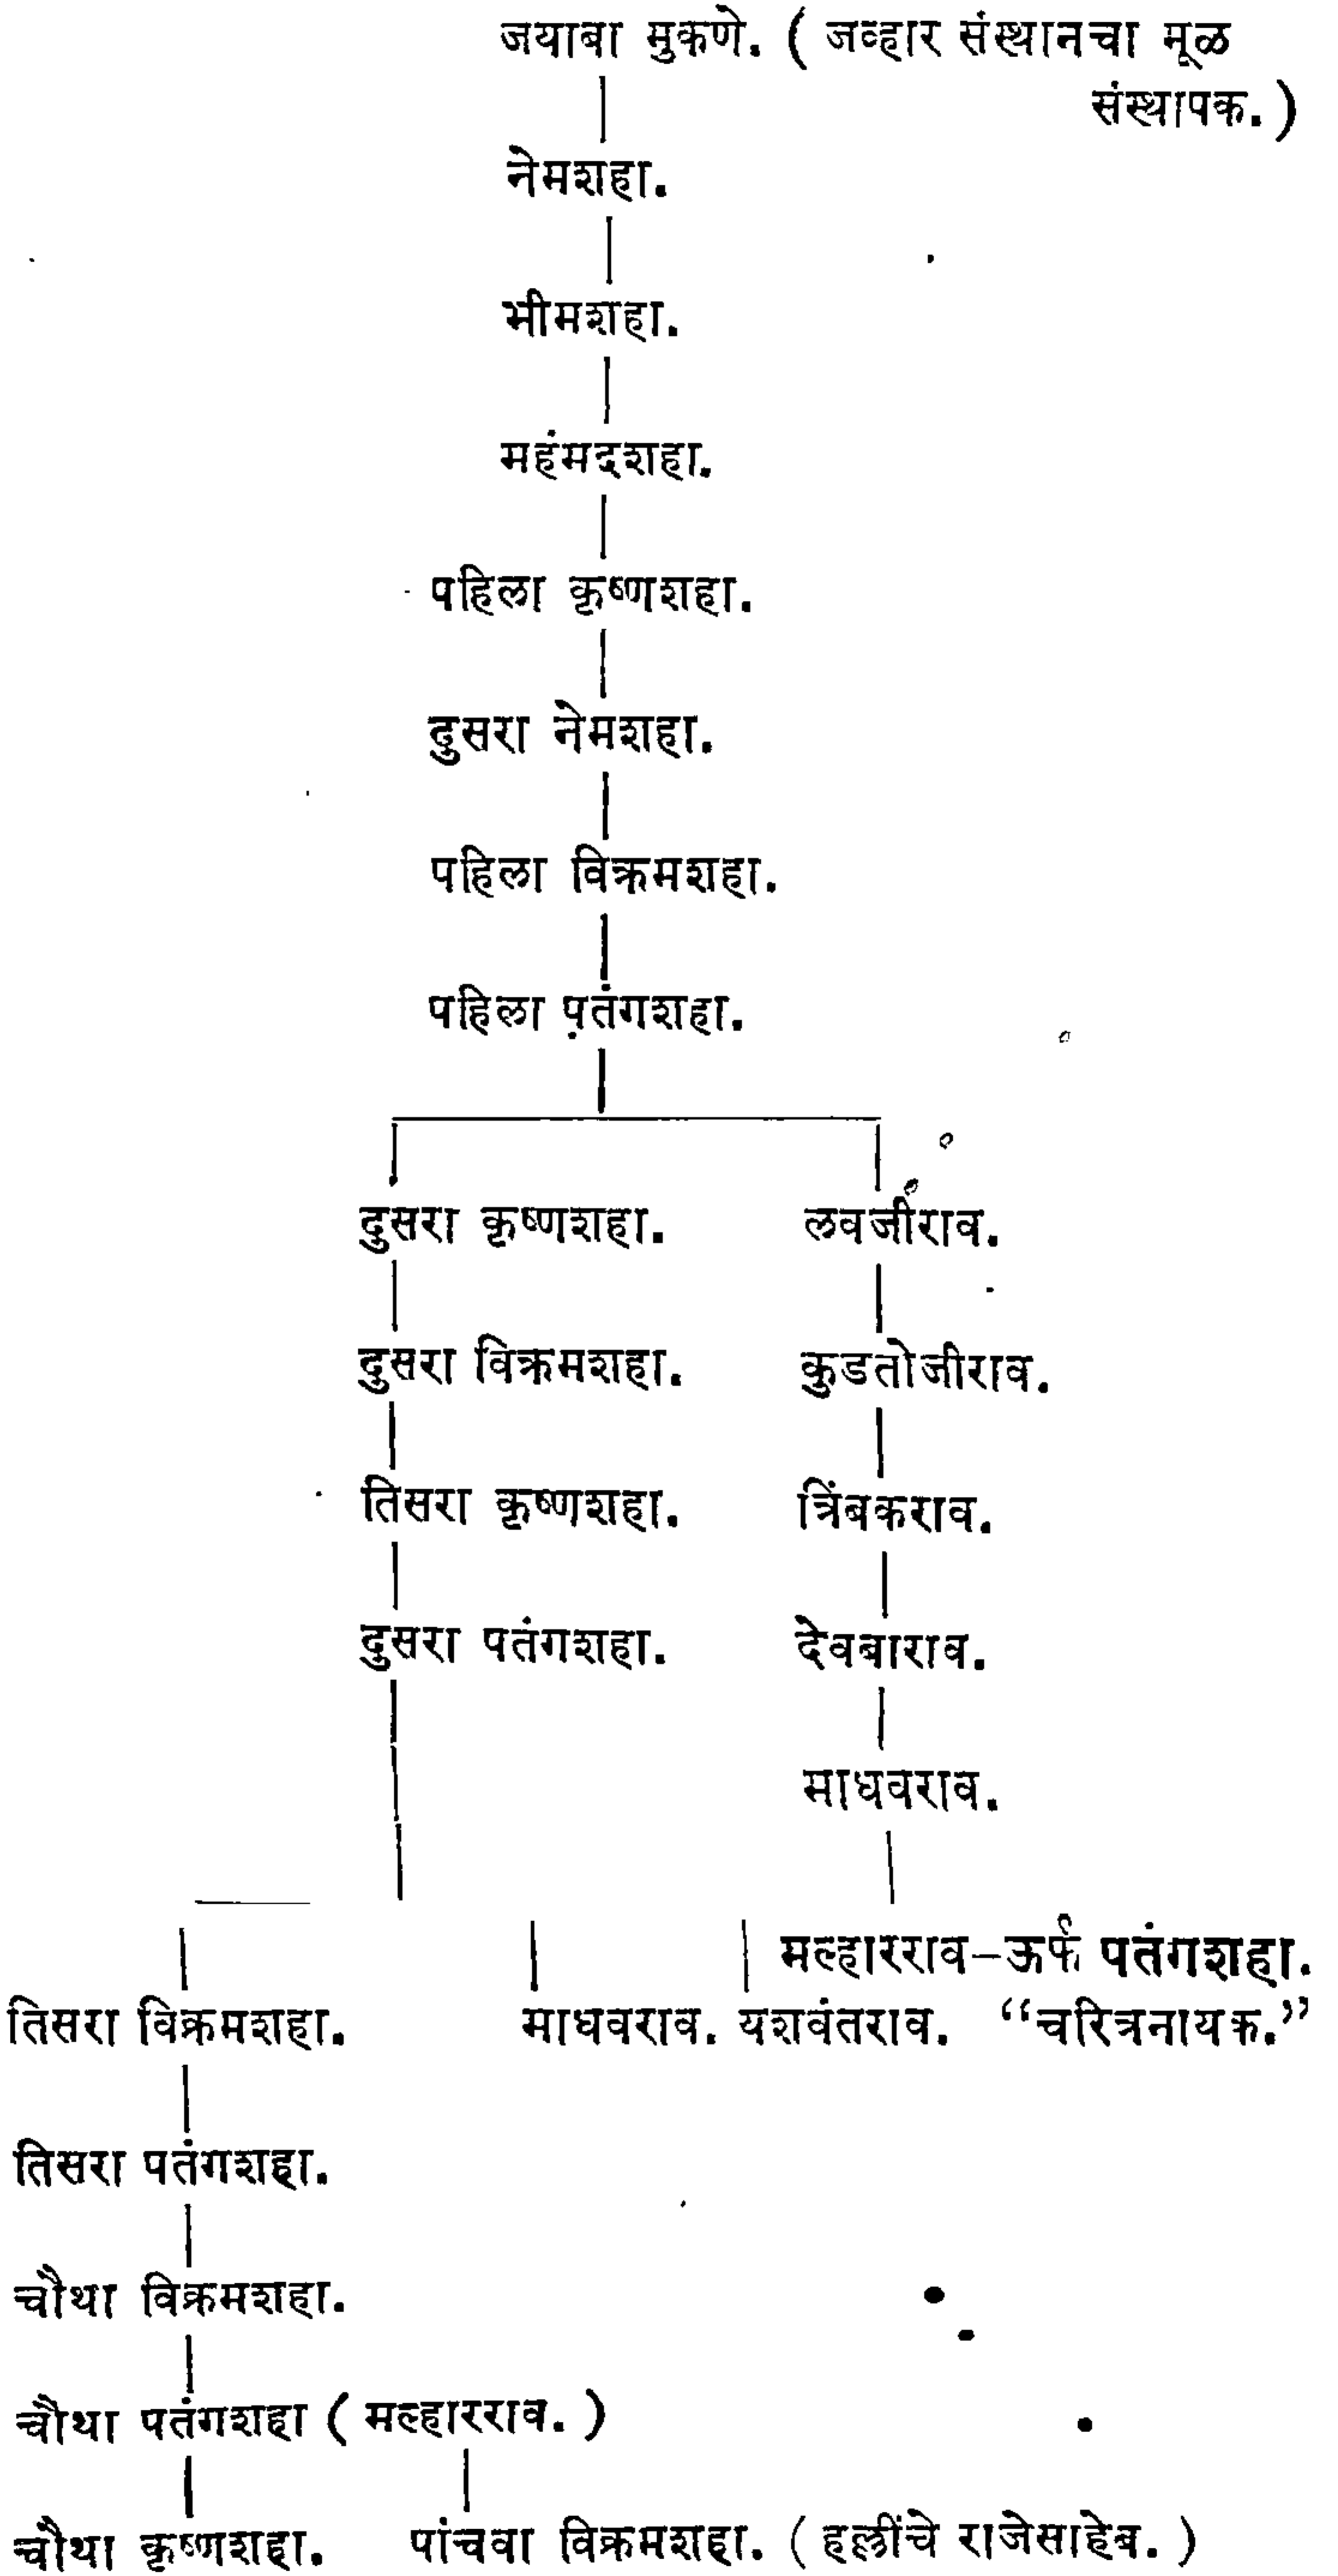 जयाबा मुकणे. ( जव्हार संस्थानचा मूळ
संस्थापक. )
नेमशहा.
भीमशहा.
महंमदशहा.
पहिला कृष्णशहा.
दुसरा नेमशहा.
पहिला विक्रमशहा.
पहिला पतंगशहा.
दुसरा कृष्णशहा. लवजीराव.
दुसरा विक्रमशहा. कुडतोजीराव.
तिसरा कृष्णशहा. त्रिंबकराव.
दुसरा पतंगशहा. देवबाराव.
माधवराव.
मल्हारराव-ऊर्फ पतंगशहा.
तिसरा विक्रमशहा. माधवराव. यशवंतराव. “चरित्रनायक.”
तिसरा पतंगशहा.
चौथा विक्रमशहा.
चौथा पतंगशहा ( मल्हारराव. )
चौथा कृष्णशहा. पांचवा विक्रमशहा. ( हल्लींचे राजेसाहेब. )